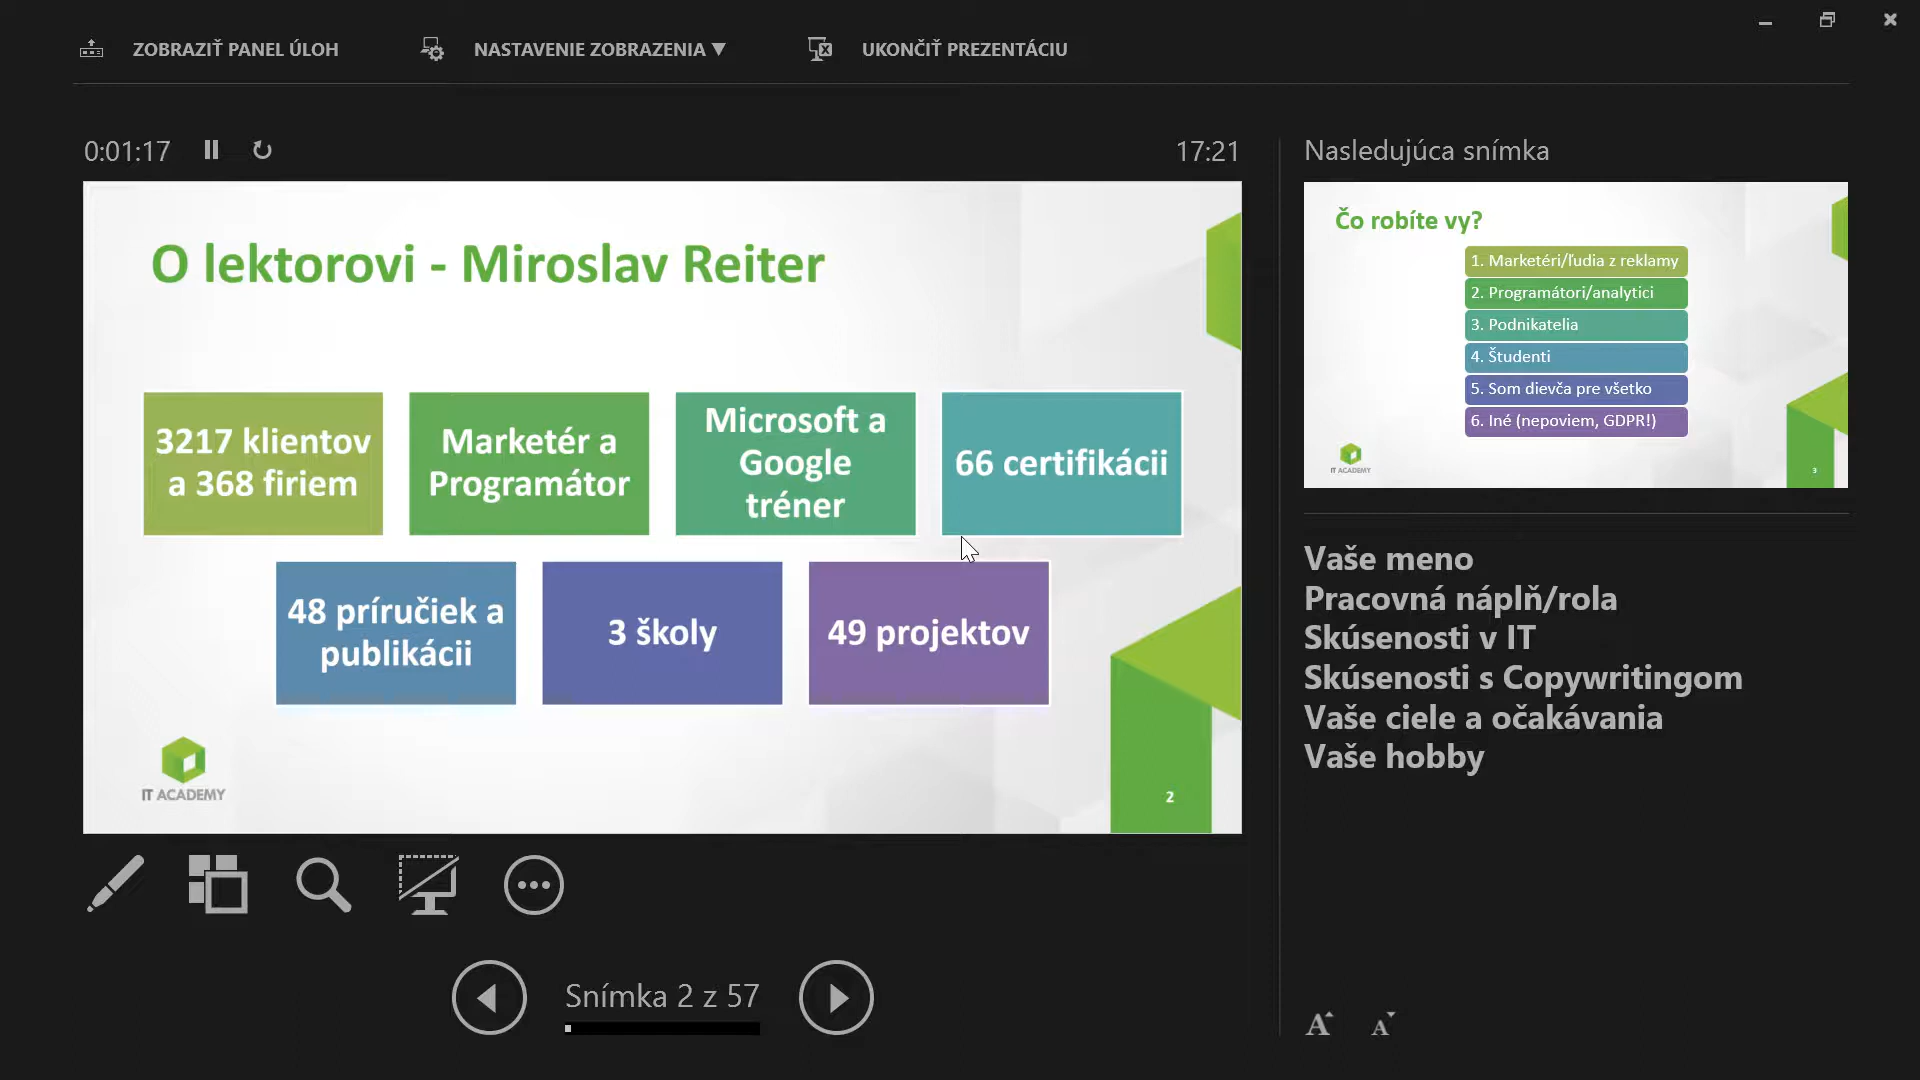 ZOBRAZIŤ PANEL ÚLOH
NASTAVENIE ZOBRAZENIA ▼
UKONČIŤ PREZENTÁCIU
0:01:17
17:21
O lektorovi - Miroslav Reiter
3217 klientov
a 368 firiem
Marketér a
Programátor
Microsoft a
Google
tréner
66 certifikácii
48 príručiek a
publikácii
3 školy
49 projektov
IT ACADEMY
2
Snímka 2 z 57
Nasledujúca snímka
Čo robíte vy?
1. Marketéri/ľudia z reklamy
2. Programátori/analytici
3. Podnikatelia
4. Študenti
5. Som dievča pre všetko
6. Iné (nepoviem, GDPR!)
IT ACADEMY
3
Vaše meno
Pracovná náplň/rola
Skúsenosti v IT
Skúsenosti s Copywritingom
Vaše ciele a očakávania
Vaše hobby
A
A